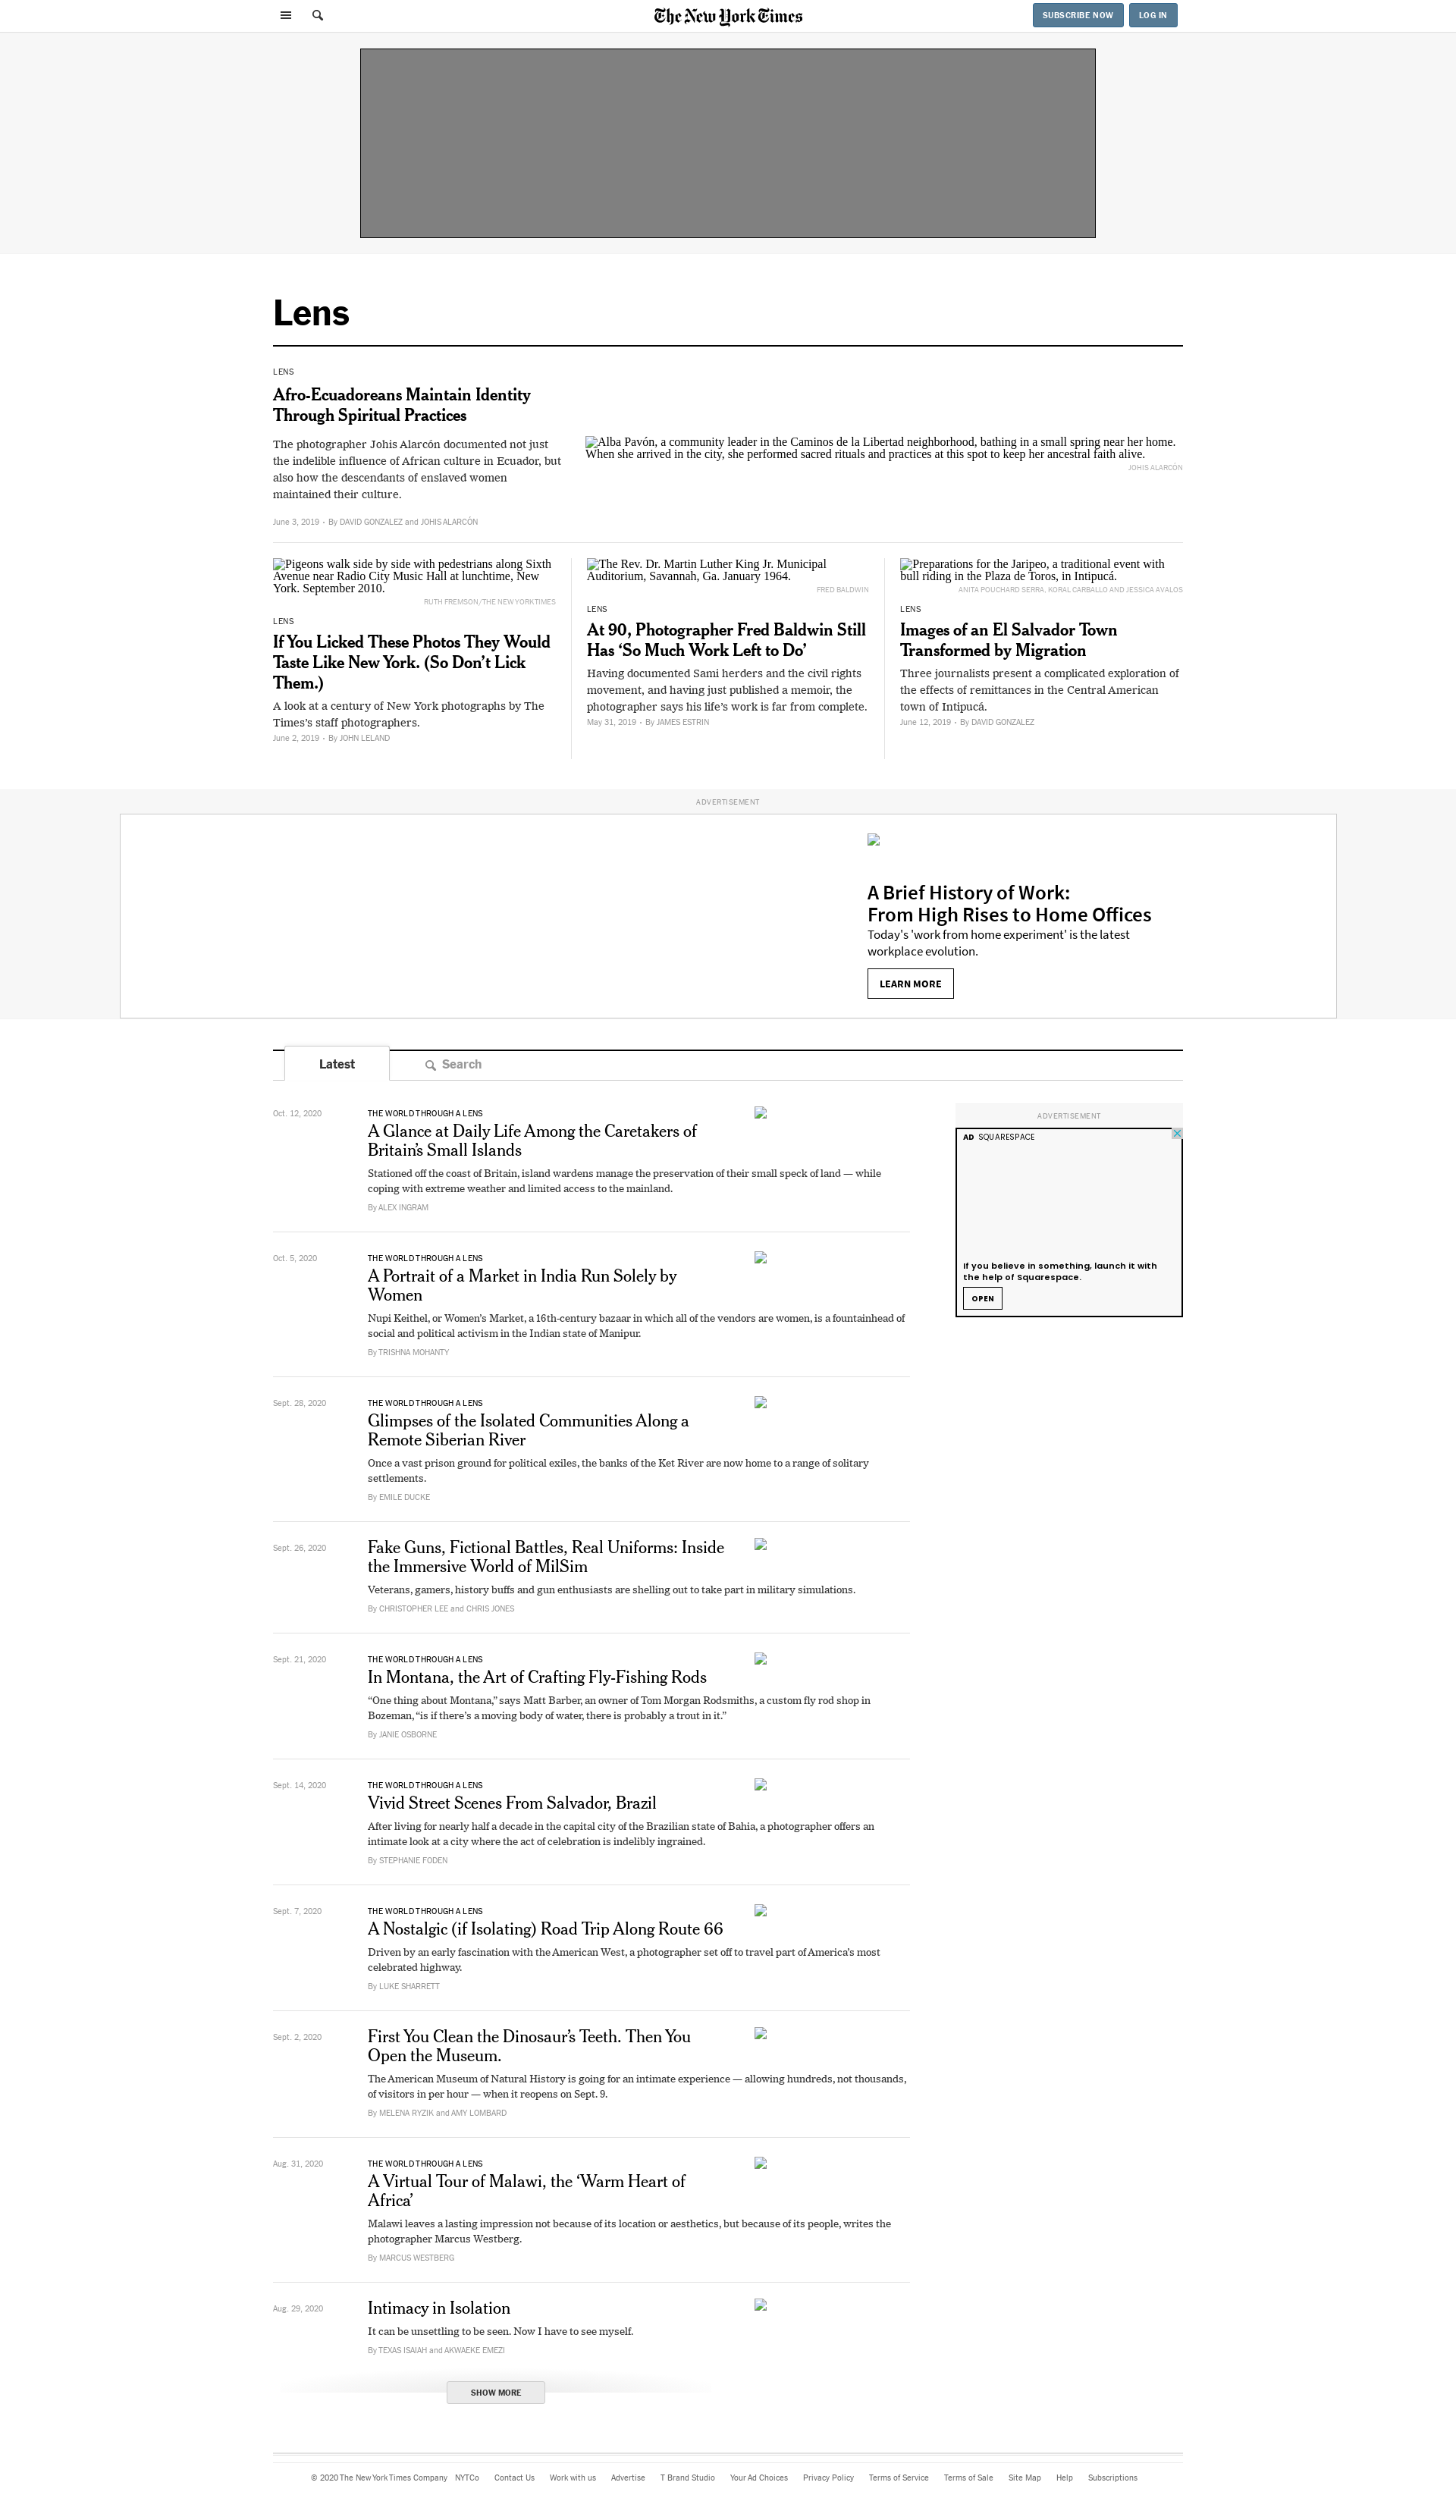 The New York Times
SUBSCRIBE NOW
LOG IN
Lens
LENS
Afro-Ecuadoreans Maintain Identity
Through Spiritual Practices
The photographer Johis Alarcón documented not just
the indelible influence of African culture in Ecuador, but
also how the descendants of enslaved women
maintained their culture.
June 3, 2019 • By DAVID GONZALEZ and JOHIS ALARCÓN
Alba Pavón, a community leader in the Caminos de la Libertad neighborhood, bathing in a small spring near her home.
When she arrived in the city, she performed sacred rituals and practices at this spot to keep her ancestral faith alive.
JOHIS ALARCÓN
Pigeons walk side by side with pedestrians along Sixth
Avenue near Radio City Music Hall at lunchtime, New
York. September 2010.
RUTH FREMSON/THE NEW YORK TIMES
LENS
If You Licked These Photos They Would
Taste Like New York. (So Don’t Lick
Them.)
A look at a century of New York photographs by The
Times’s staff photographers.
June 2, 2019 • By JOHN LELAND
The Rev. Dr. Martin Luther King Jr. Municipal
Auditorium, Savannah, Ga. January 1964.
FRED BALDWIN
LENS
At 90, Photographer Fred Baldwin Still
Has ‘So Much Work Left to Do’
Having documented Sami herders and the civil rights
movement, and having just published a memoir, the
photographer says his life’s work is far from complete.
May 31, 2019 • By JAMES ESTRIN
Preparations for the Jaripeo, a traditional event with
bull riding in the Plaza de Toros, in Intipucá.
ANITA POUCHARD SERRA, KORAL CARBALLO AND JESSICA AVALOS
LENS
Images of an El Salvador Town
Transformed by Migration
Three journalists present a complicated exploration of
the effects of remittances in the Central American
town of Intipucá.
June 12, 2019 • By DAVID GONZALEZ
ADVERTISEMENT
A Brief History of Work:
From High Rises to Home Offices
Today's 'work from home experiment' is the latest
workplace evolution.
LEARN MORE
Latest
Search
Oct. 12, 2020
THE WORLD THROUGH A LENS
A Glance at Daily Life Among the Caretakers of
Britain’s Small Islands
Stationed off the coast of Britain, island wardens manage the preservation of their small speck of land — while
coping with extreme weather and limited access to the mainland.
By ALEX INGRAM
ADVERTISEMENT
AD SQUARESPACE
If you believe in something, launch it with
the help of Squarespace.
OPEN
Oct. 5, 2020
THE WORLD THROUGH A LENS
A Portrait of a Market in India Run Solely by
Women
Nupi Keithel, or Women's Market, a 16th-century bazaar in which all of the vendors are women, is a fountainhead of
social and political activism in the Indian state of Manipur.
By TRISHNA MOHANTY
Sept. 28, 2020
THE WORLD THROUGH A LENS
Glimpses of the Isolated Communities Along a
Remote Siberian River
Once a vast prison ground for political exiles, the banks of the Ket River are now home to a range of solitary
settlements.
By EMILE DUCKE
Sept. 26, 2020
Fake Guns, Fictional Battles, Real Uniforms: Inside
the Immersive World of MilSim
Veterans, gamers, history buffs and gun enthusiasts are shelling out to take part in military simulations.
By CHRISTOPHER LEE and CHRIS JONES
Sept. 21, 2020
THE WORLD THROUGH A LENS
In Montana, the Art of Crafting Fly-Fishing Rods
“One thing about Montana,” says Matt Barber, an owner of Tom Morgan Rodsmiths, a custom fly rod shop in
Bozeman, “is if there’s a moving body of water, there is probably a trout in it.”
By JANIE OSBORNE
Sept. 14, 2020
THE WORLD THROUGH A LENS
Vivid Street Scenes From Salvador, Brazil
After living for nearly half a decade in the capital city of the Brazilian state of Bahia, a photographer offers an
intimate look at a city where the act of celebration is indelibly ingrained.
By STEPHANIE FODEN
Sept. 7, 2020
THE WORLD THROUGH A LENS
A Nostalgic (if Isolating) Road Trip Along Route 66
Driven by an early fascination with the American West, a photographer set off to travel part of America’s most
celebrated highway.
By LUKE SHARRETT
Sept. 2, 2020
First You Clean the Dinosaur’s Teeth. Then You
Open the Museum.
The American Museum of Natural History is going for an intimate experience — allowing hundreds, not thousands,
of visitors in per hour — when it reopens on Sept. 9.
By MELENA RYZIK and AMY LOMBARD
Aug. 31, 2020
THE WORLD THROUGH A LENS
A Virtual Tour of Malawi, the ‘Warm Heart of
Africa’
Malawi leaves a lasting impression not because of its location or aesthetics, but because of its people, writes the
photographer Marcus Westberg.
By MARCUS WESTBERG
Aug. 29, 2020
Intimacy in Isolation
It can be unsettling to be seen. Now I have to see myself.
By TEXAS ISAIAH and AKWAEKE EMEZI
SHOW MORE
© 2020 The New York Times Company NYTCo Contact Us Work with us Advertise T Brand Studio Your Ad Choices Privacy Policy Terms of Service Terms of Sale Site Map Help Subscriptions